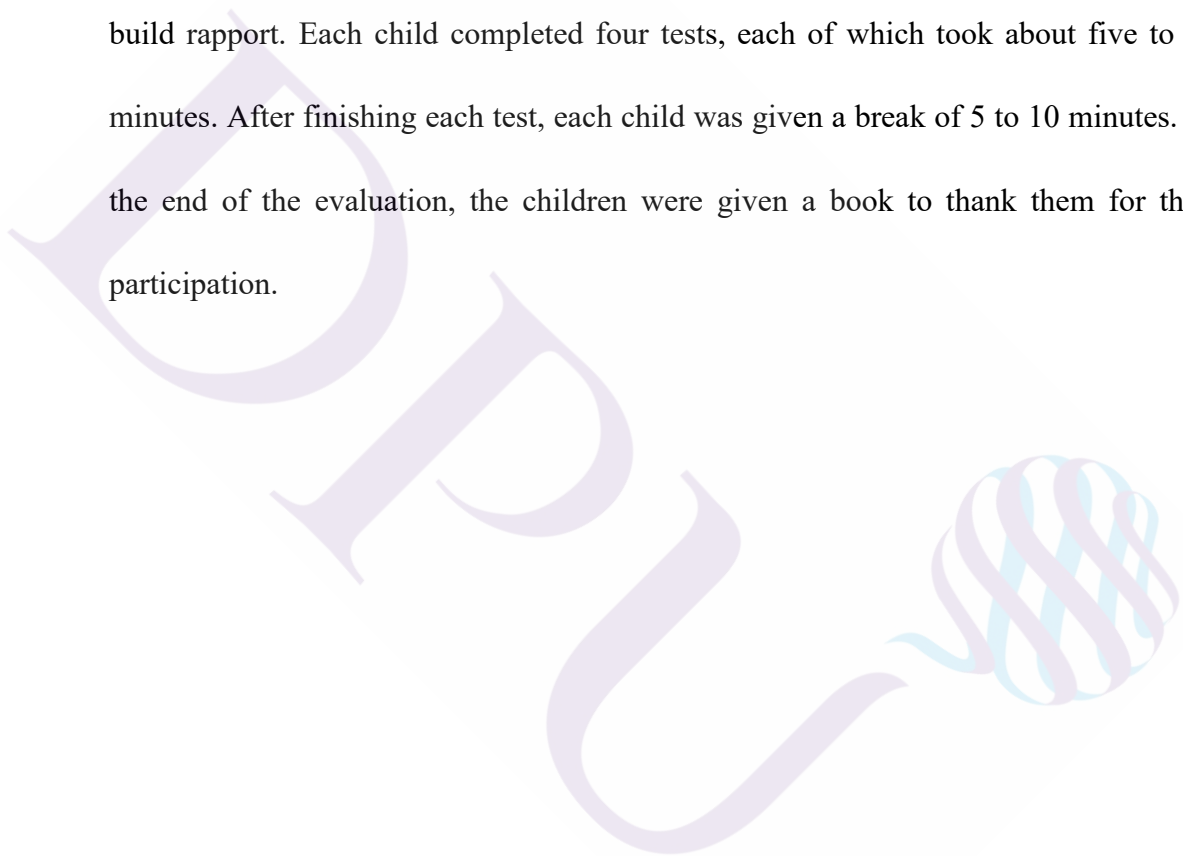 build rapport. Each child completed four tests, each of which took about five to
minutes. After finishing each test, each child was given a break of 5 to 10 minutes.
the end of the evaluation, the children were given a book to thank them for th
participation.
DPU